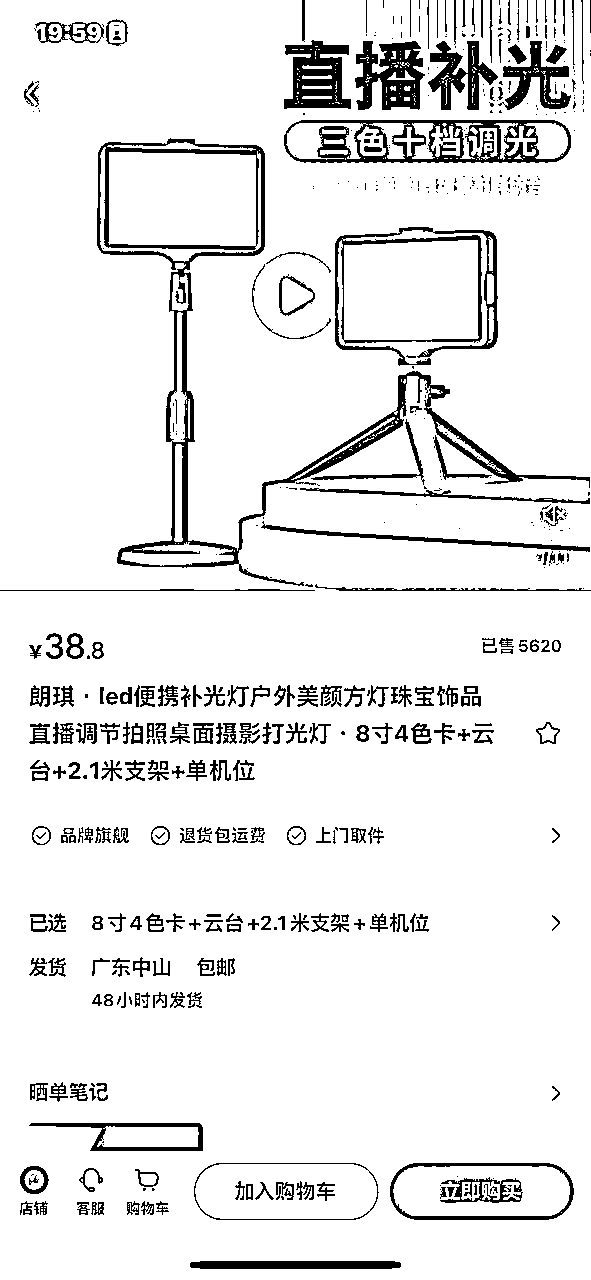 19:59
直播补光
三色十档调光
¥38.8
已售5620
朗琪·led便携补光灯户外美颜方灯珠宝饰品
直播调节拍照桌面摄影打光灯·8寸4色卡+云
台+2.1米支架+单机位
品牌旗舰 退货包运费 上门取件
已选 8寸4色卡+云台+2.1米支架+单机位
发货 广东中山 包邮
48小时内发货
晒单笔记
店铺 客服 购物车 加入购物车 立即购买